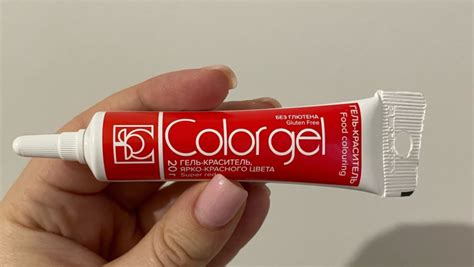 БЕЗ ГЛЮТЕНА
Gluten Free
Colorgel
20 г
ГЕЛЬ-КРАСИТЕЛЬ,
ЯРКО-КРАСНОГО ЦВЕТА
Super red
ГЕЛЬ-КРАСИТЕЛЬ
Food colouring